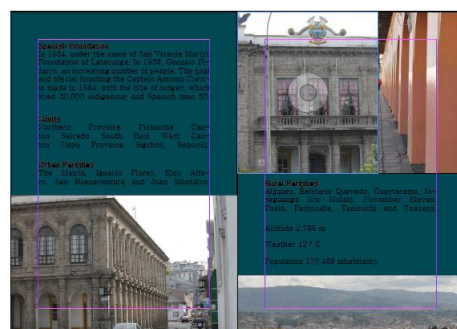 Spanish Foundation
In 1534, under the name of San Vicente Martyr
Foundation of Latacunga. In 1539, Gonzalo Pi-
zarro, an increasing number of people. The past
and official founding the Captain Antonio Clavi-
jo made in 1584, with the title of judges, which
lived 30,000 indigenous and Spanish men 30.
Limits
Northern Province Pichincha Can-
ton Salcedo South East West Can-
ton Napo Province Sigchos, Saquisili,
Urban Parishes
The Matrix, Ignacio Flores, Eloy Alfa-
ro, San Buenaventura and Juan Montalvo.
Rural Parishes
Alaquez, Belisario Quevedo, Guaytacama, Jo-
seguango low Mulalo, November Eleven,
Poalo, Pastocalle, Tanicuchi and Toacaso.
Altitude 2,785 m
Weather 12 ° C
Population 170,489 inhabitants